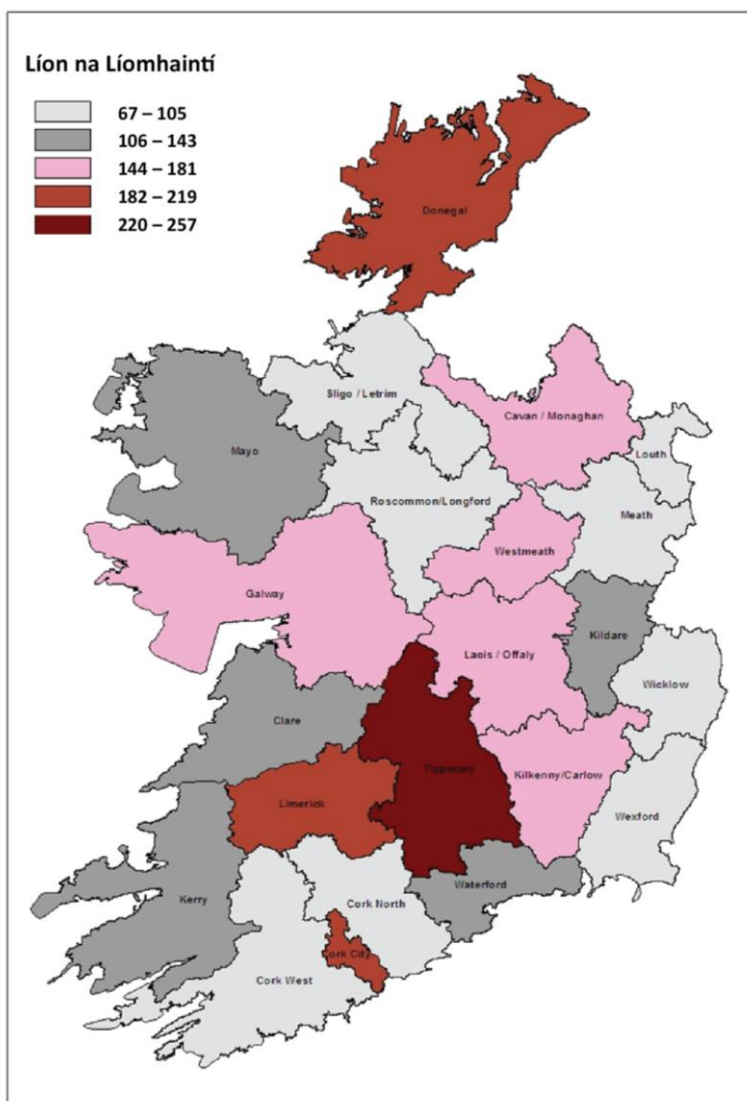 Líon na Líomhaintí
67 – 105
106 – 143
144 – 181
182 – 219
220 – 257
Donegal
Sligo / Letrim
Cavan / Monaghan
Louth
Mayo
Roscommon/Longford
Meath
Westmeath
Galway
Kildare
Laois / Offaly
Wicklow
Clare
Tipperary
Kilkenny/Carlow
Limerick
Wexford
Waterford
Kerry
Cork North
Cork City
Cork West